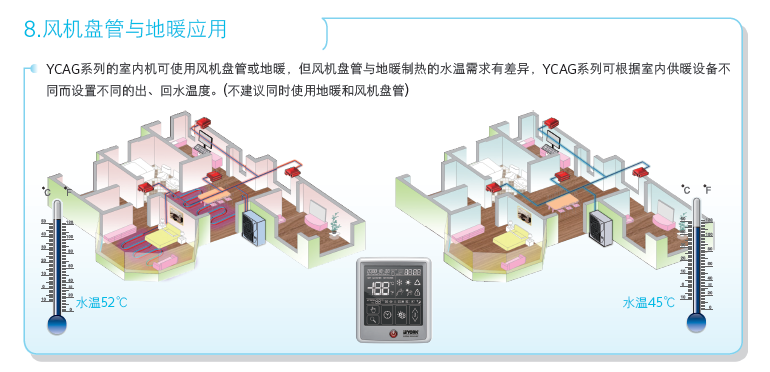 8.风机盘管与地暖应用
YCAG系列的室内机可使用风机盘管或地暖，但风机盘管与地暖制热的水温需求有差异，YCAG系列可根据室内供暖设备不
同而设置不同的出、回水温度。(不建议同时使用地暖和风机盘管)
°C °F
水温52℃
°C °F
水温45℃
YORK